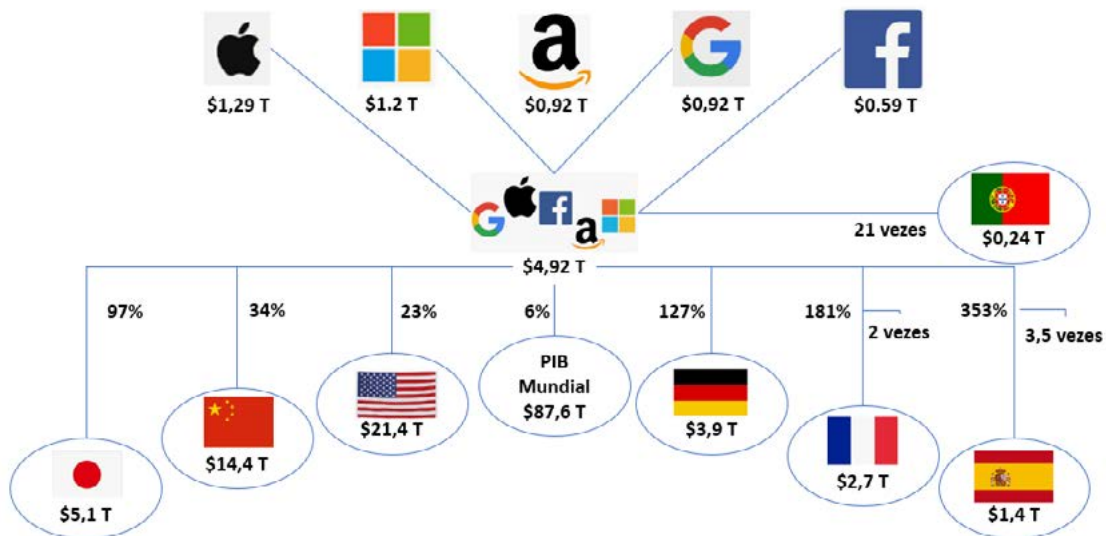 $1,29 T
$1.2 T
$0,92 T
$0,92 T
$0.59 T
21 vezes
$0,24 T
$4,92 T
97%
34%
23%
6%
127%
181%
2 vezes
353%
3,5 vezes
PIB
Mundial
$87,6 T
$21,4 T
$3,9 T
$14,4 T
$2,7 T
$5,1 T
$1,4 T